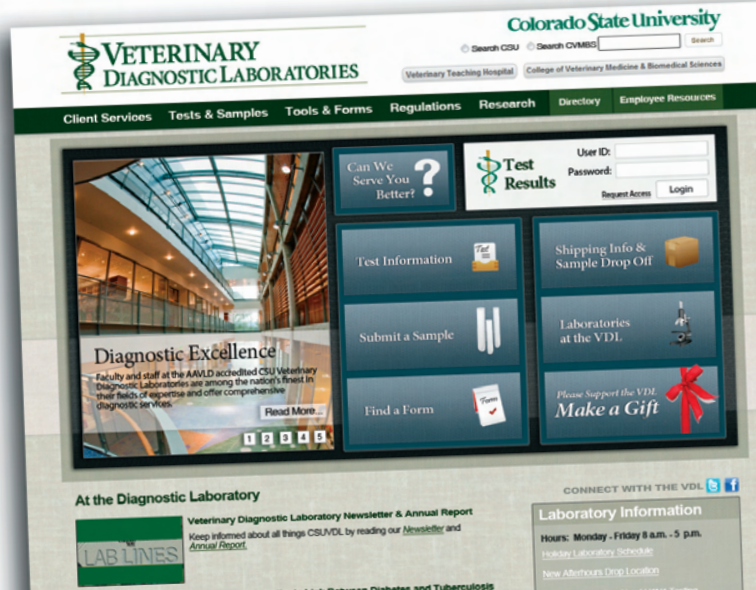 Colorado State University
VETERINARY
DIAGNOSTIC LABORATORIES
Search CSU Search CVMBS Search
Veterinary Teaching Hospital College of Veterinary Medicine & Biomedical Sciences
Client Services Tests & Samples Tools & Forms Regulations Research Directory Employee Resources
Can We
Serve You
Better?
?
Test
Results
User ID:
Password:
Request Access Login
Test Information
Test
Shipping Info &
Sample Drop Off
Submit a Sample
Laboratories
at the VDL
Find a Form
Form
Please Support the VDL
Make a Gift
Diagnostic Excellence
Faculty and staff at the AAVLD accredited CSU Veterinary
Diagnostic Laboratories are among the nation's finest in
their fields of expertise and offer comprehensive
diagnostic services.
Read More...
1 2 3 4 5
At the Diagnostic Laboratory
LAB LINES
Veterinary Diagnostic Laboratory Newsletter & Annual Report
Keep informed about all things CSUVDL by reading our Newsletter and
Annual Report.
Between Diabetes and Tuberculosis
CONNECT WITH THE VDL
Laboratory Information
Hours: Monday - Friday 8 a.m. - 5 p.m.
Holiday Laboratory Schedule
New Afterhours Drop Location